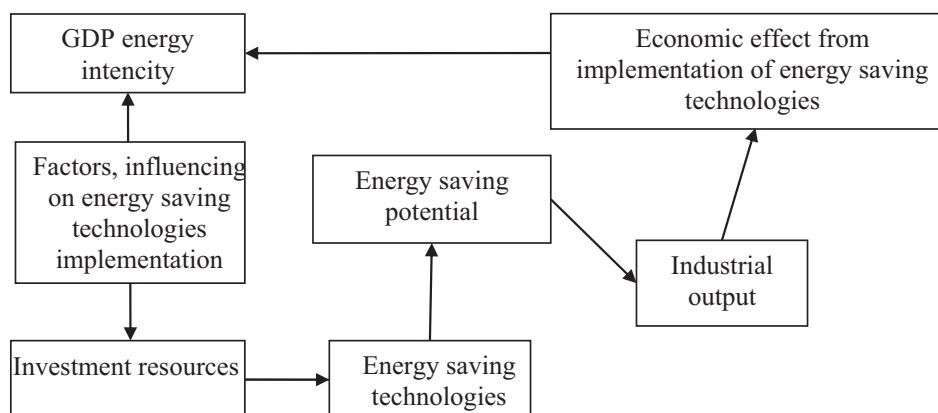 GDP energy
intencity
Economic effect from
implementation of energy saving
technologies
Factors, influencing
on energy saving
technologies
implementation
Energy saving
potential
Industrial
output
Investment resources
Energy saving
technologies